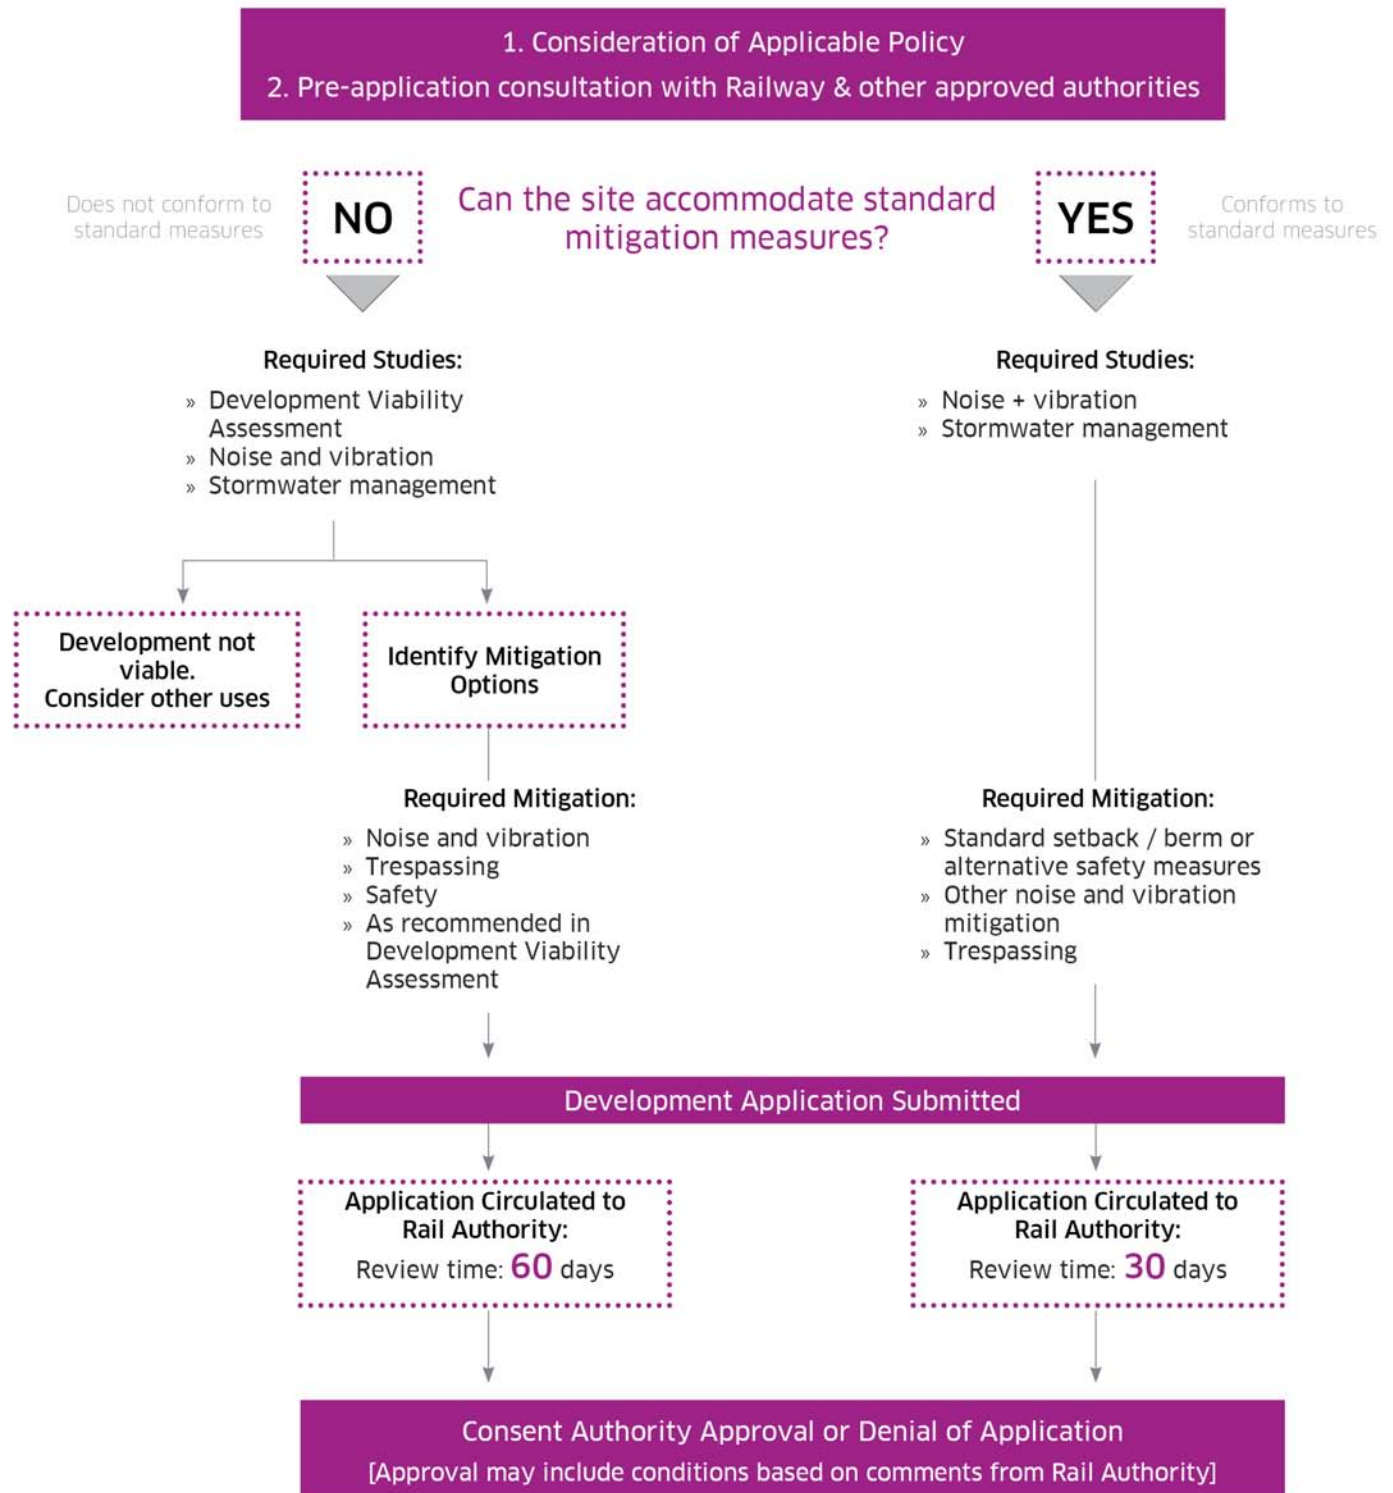 1. Consideration of Applicable Policy
2. Pre-application consultation with Railway & other approved authorities
Does not conform to
standard measures
NO
Can the site accommodate standard
mitigation measures?
YES
Conforms to
standard measures
Required Studies:
» Development Viability
Assessment
» Noise and vibration
» Stormwater management
Required Studies:
» Noise + vibration
» Stormwater management
Development not
viable.
Consider other uses
Identify Mitigation
Options
Required Mitigation:
» Noise and vibration
» Trespassing
» Safety
» As recommended in
Development Viability
Assessment
Required Mitigation:
» Standard setback / berm or
alternative safety measures
» Other noise and vibration
mitigation
» Trespassing
Development Application Submitted
Application Circulated to
Rail Authority:
Review time: 60 days
Application Circulated to
Rail Authority:
Review time: 30 days
Consent Authority Approval or Denial of Application
[Approval may include conditions based on comments from Rail Authority]